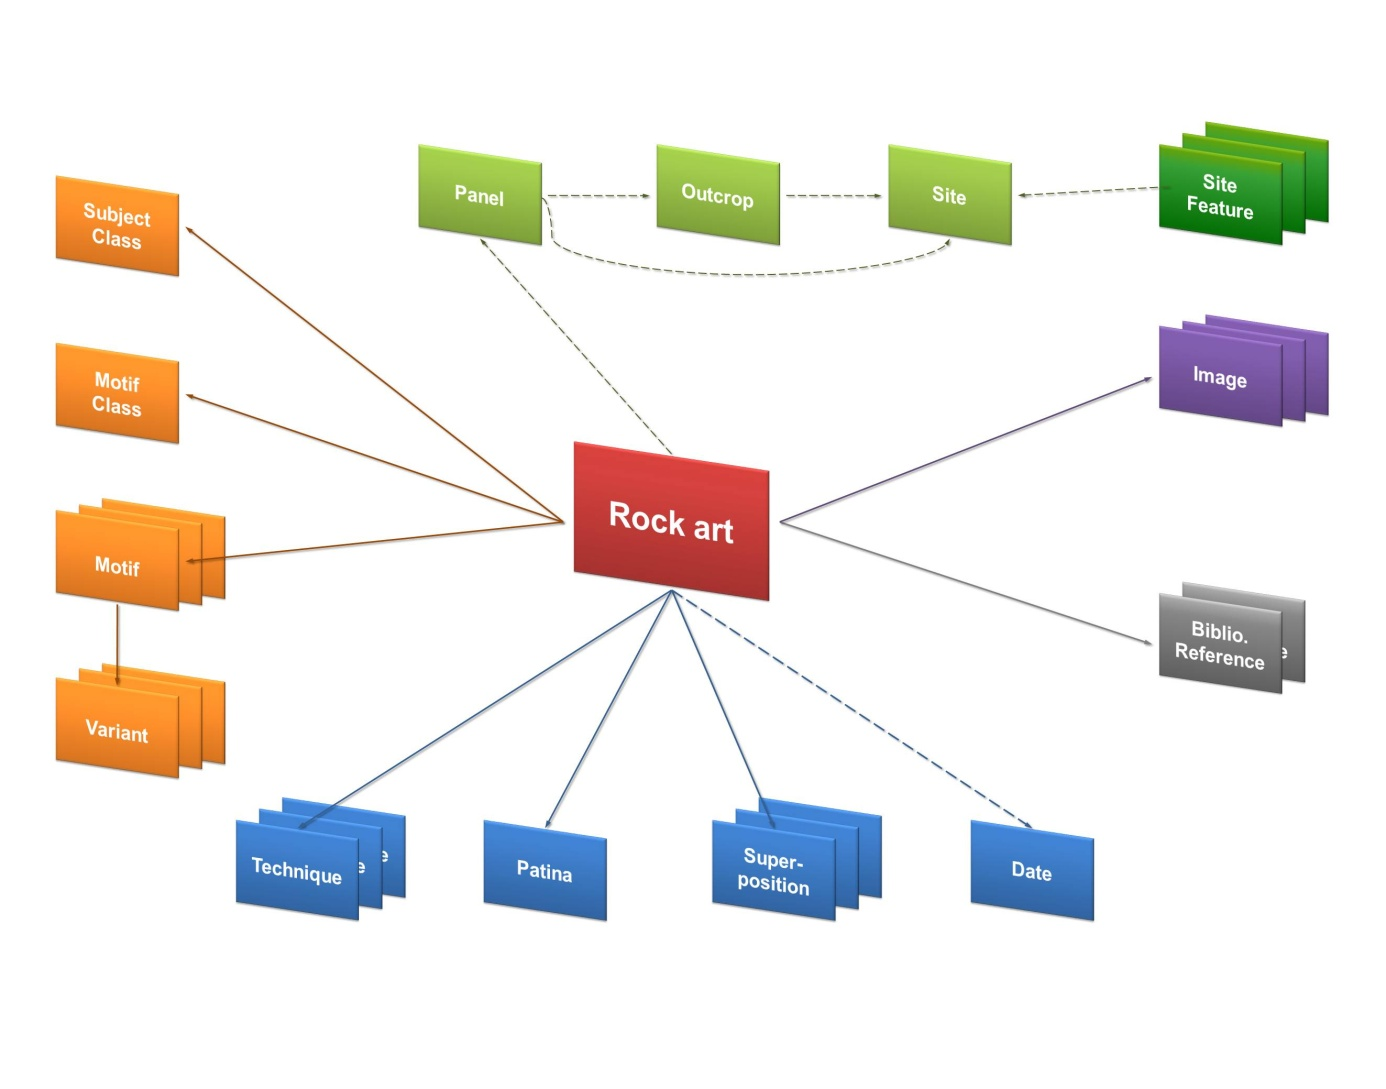 Panel
Outcrop
Site
Site
Feature
Subject
Class
Motif
Class
Image
Rock art
Motif
Biblio.
Reference
e
Variant
Technique
e
e
Patina
Super-
position
Date